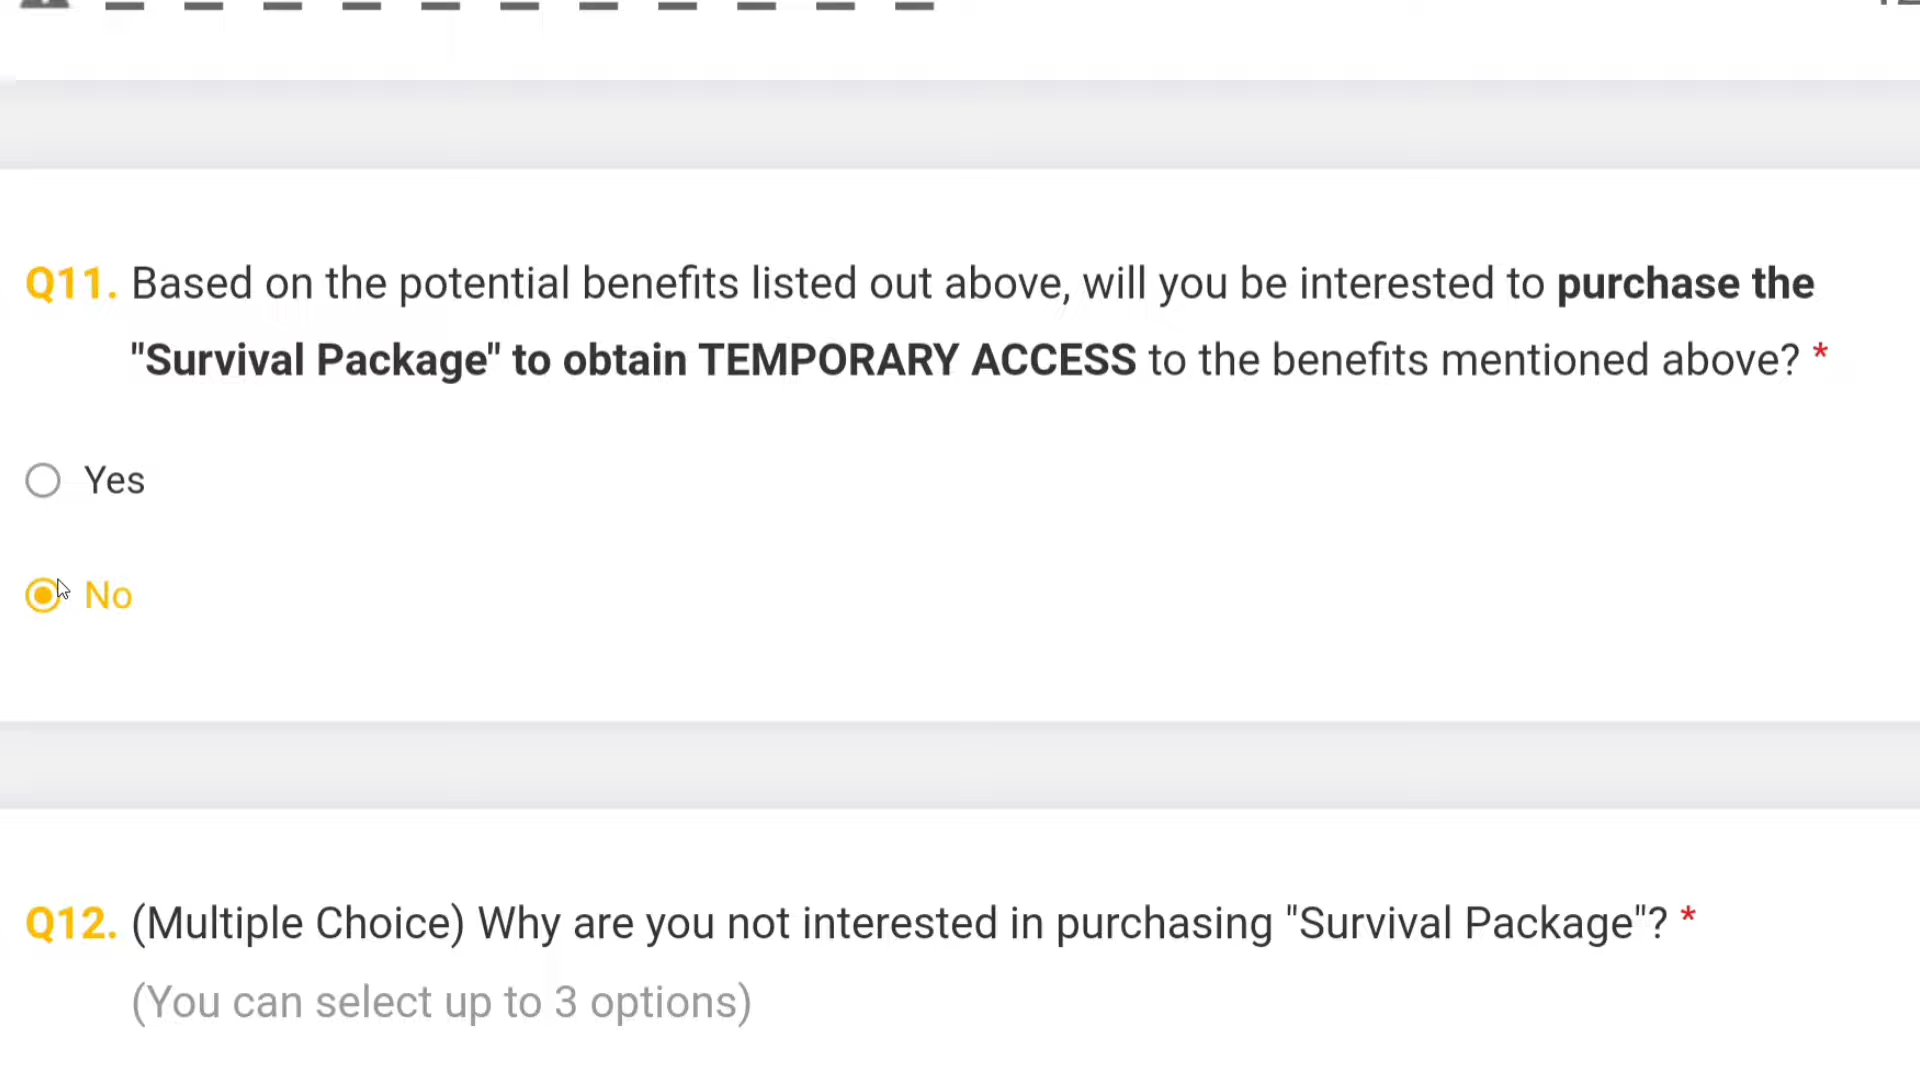 Q11. Based on the potential benefits listed out above, will you be interested to purchase the
"Survival Package" to obtain TEMPORARY ACCESS to the benefits mentioned above? *
Yes
No
Q12. (Multiple Choice) Why are you not interested in purchasing "Survival Package"? *
(You can select up to 3 options)